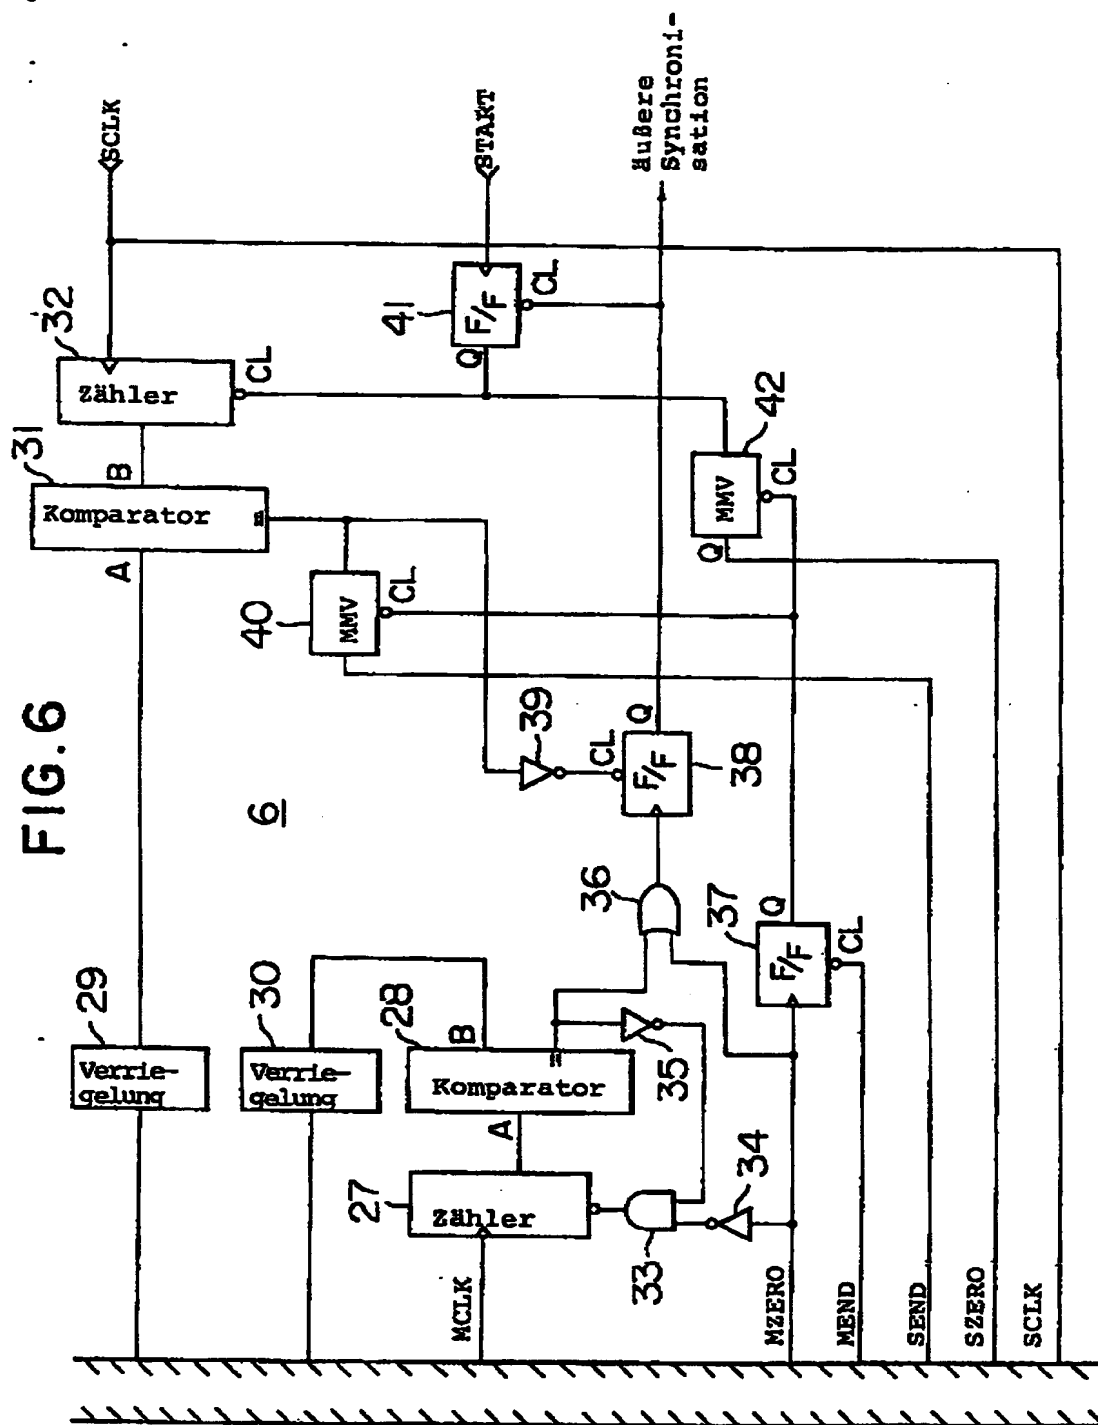 FIG.6
6
29
Verrie-
gelung
30
Verrie-
gelung
A
31
Komparator
B
=
32
Zähler
CL
SCLK
START
41
F/F
Q
CL
Äußere
Synchroni-
sation
40
MMV
CL
42
MMV
Q
CL
39
CL
F/F
Q
38
36
37
F/F
Q
CL
28
Komparator
A
B
=
35
27
Zähler
33
34
MCLK
MZERO
MEND
SEND
SZERO
SCLK